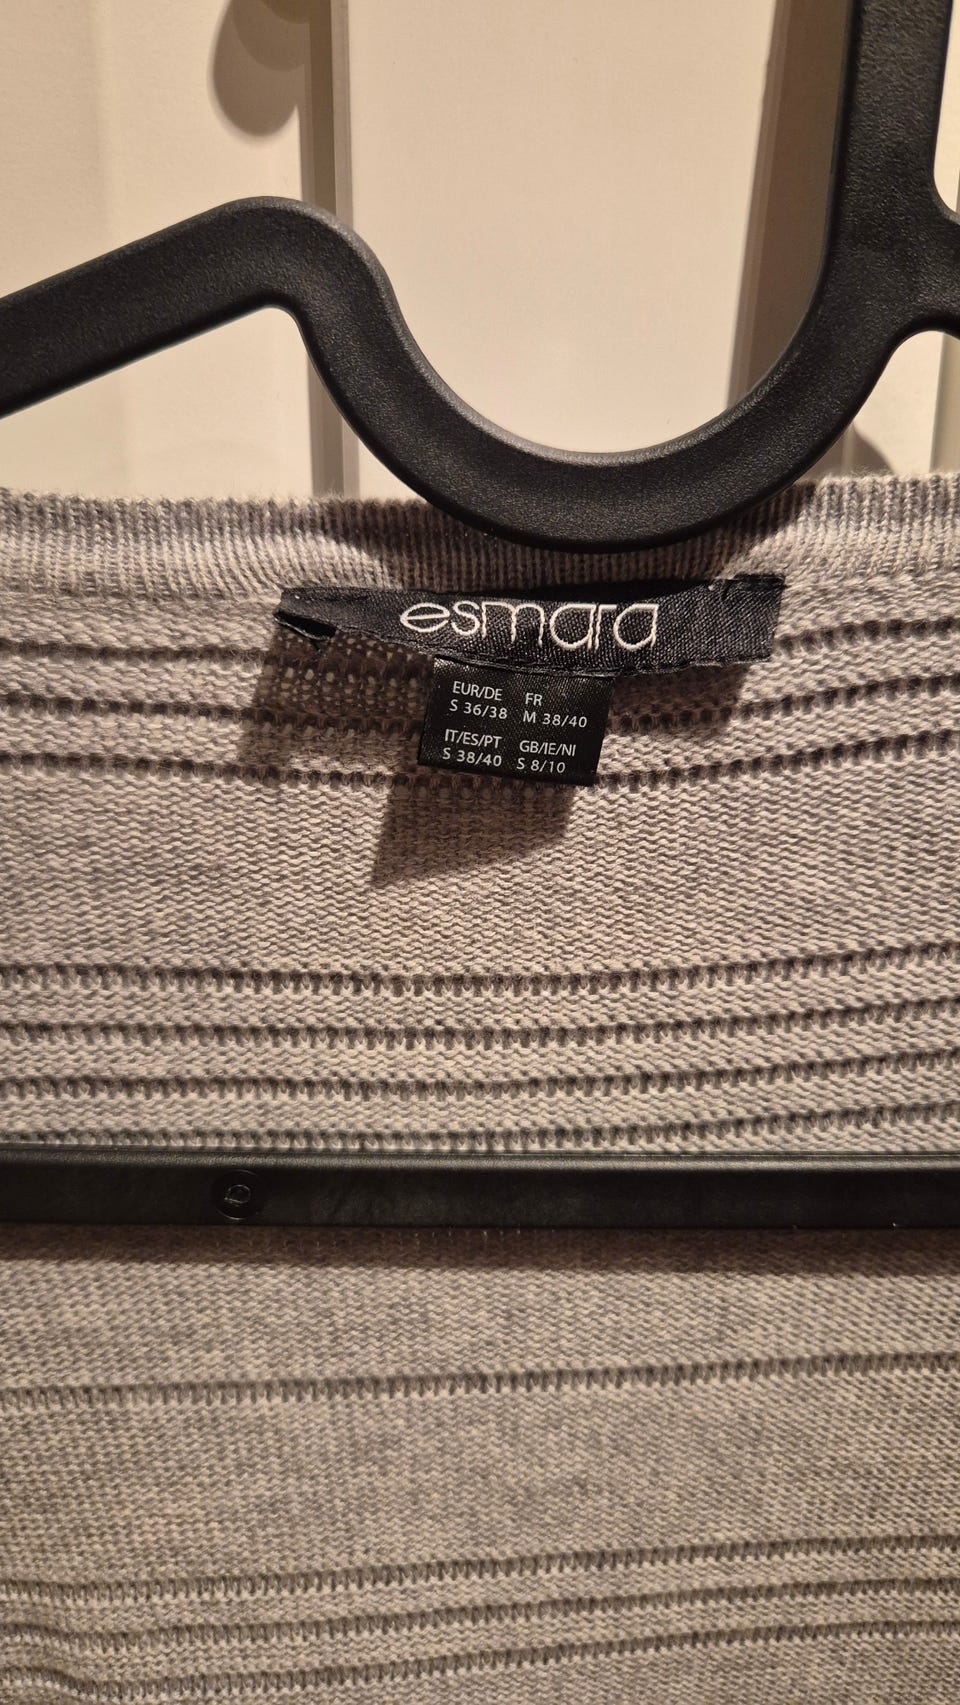 esmara
EUR/DE FR
S 36/38 M 38/40
IT/ES/PT GB/IE/NI
S 38/40 S 8/10